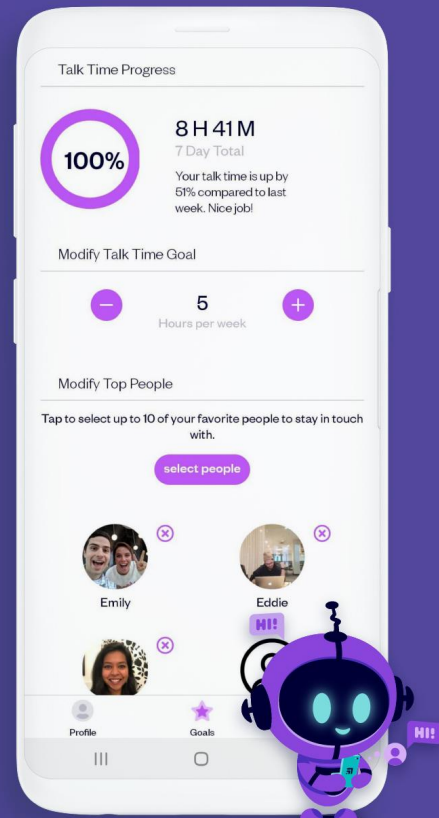 Talk Time Progress
100%
8 H 41 M
7 Day Total
Your talk time is up by
51% compared to last
week. Nice job!
Modify Talk Time Goal
5
Hours per week
Modify Top People
Tap to select up to 10 of your favorite people to stay in touch
with.
select people
Emily
Eddie
HI!
Profile
Goals
HI!